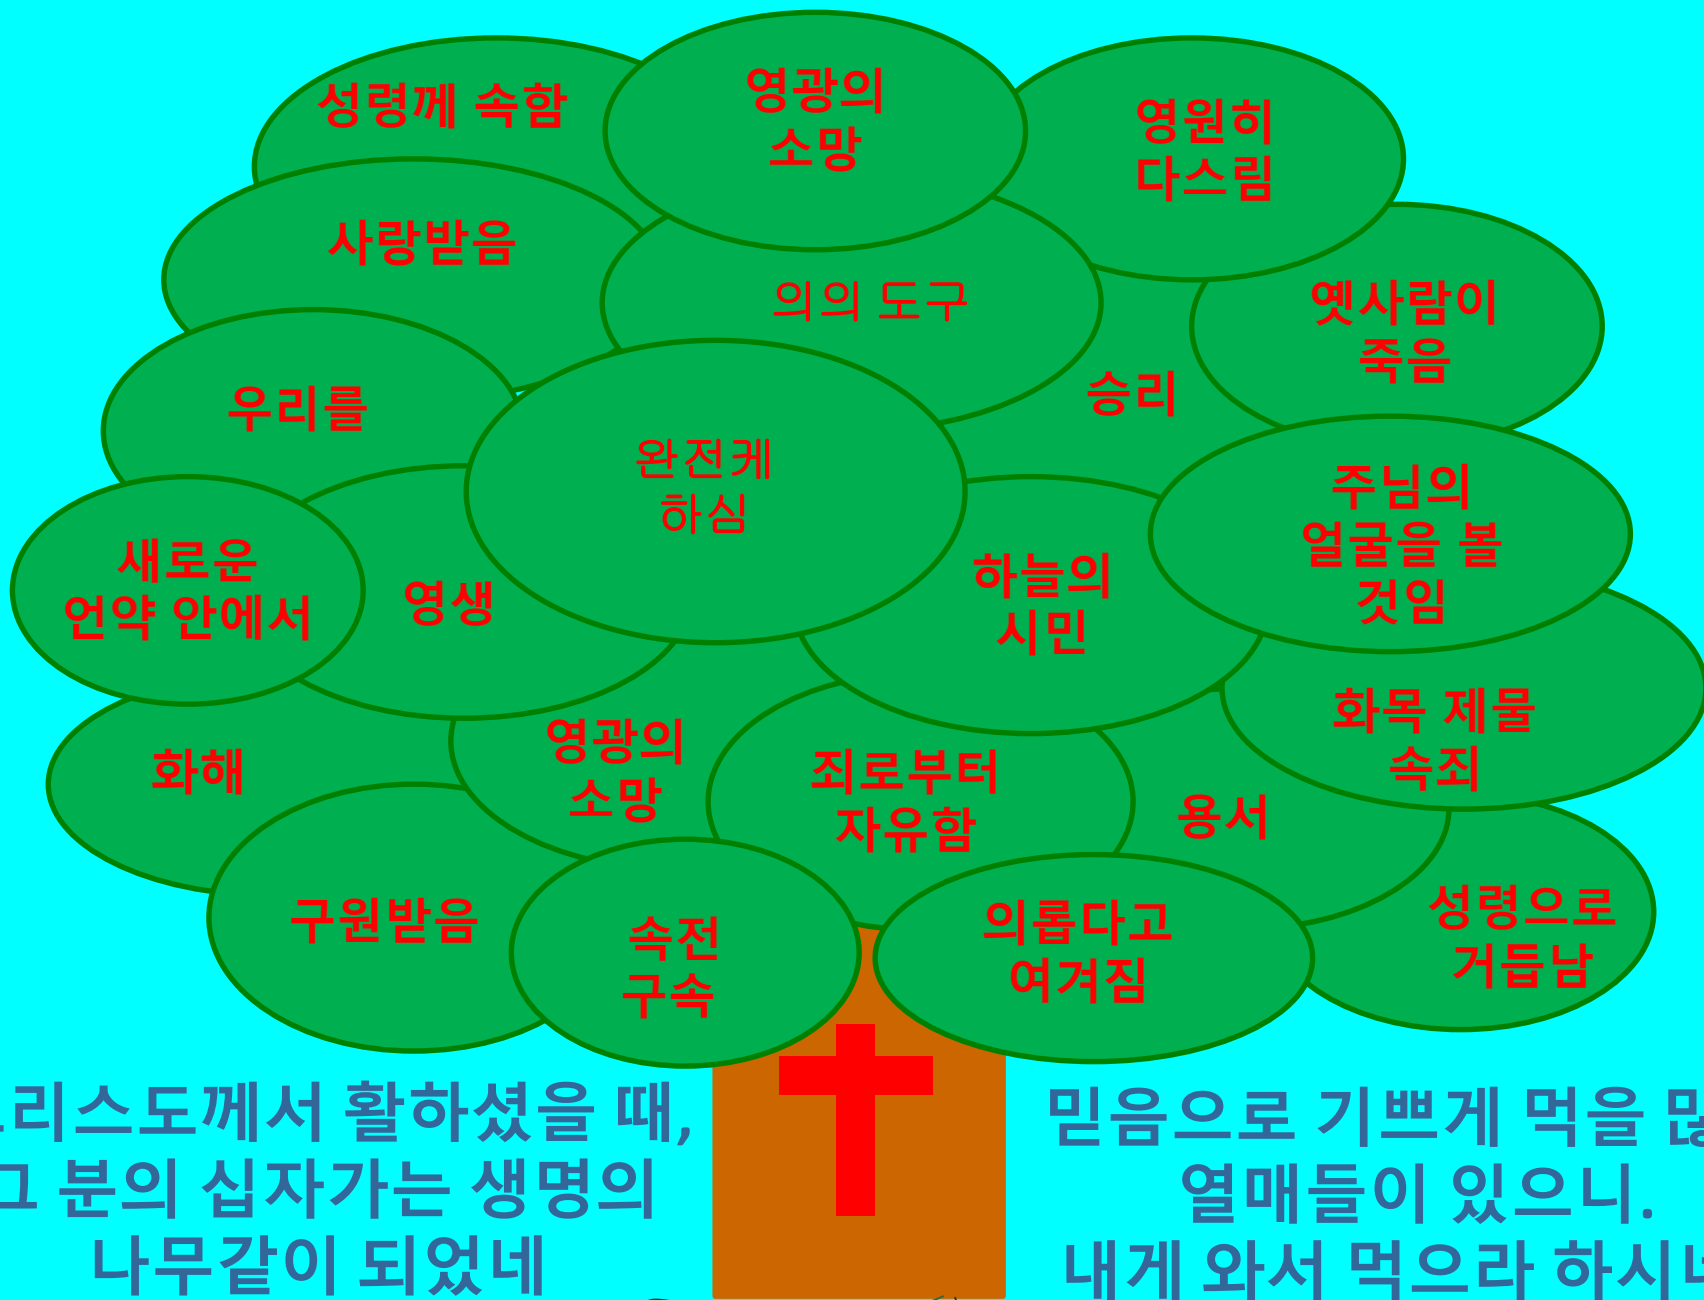 성령께 속함
영광의
소망
영원히
다스림
사랑받음
의의 도구
옛사람이
죽음
우리를
승리
완전케
하심
주님의
얼굴을 볼
것임
새로운
언약 안에서
영생
하늘의
시민
화해
영광의
소망
죄로부터
자유함
용서
화목 제물
속죄
구원받음
속전
구속
의롭다고
여겨짐
성령으로
거듭남
리스도께서 활하셨을 때,
그 분의 십자가는 생명의
나무같이 되었네
믿음으로 기쁘게 먹을
열매들이 있으니.
내게 와서 먹으라